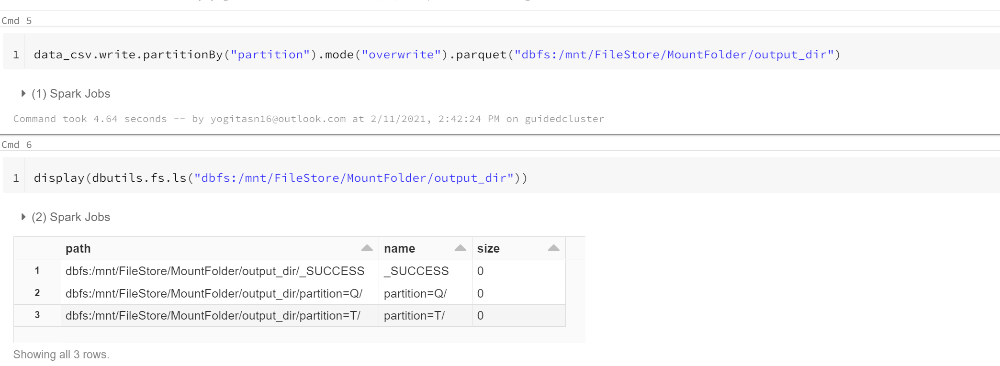 Cmd 5
1 data_csv.write.partitionBy("partition").mode("overwrite").parquet("dbfs:/mnt/FileStore/MountFolder/output_dir")
(1) Spark Jobs
Command took 4.64 seconds -- by yogitasn16@outlook.com at 2/11/2021, 2:42:24 PM on guidedcluster
Cmd 6
1 display(dbutils.fs.ls("dbfs:/mnt/FileStore/MountFolder/output_dir"))
(2) Spark Jobs
path name size
1 dbfs:/mnt/FileStore/MountFolder/output_dir/_SUCCESS _SUCCESS 0
2 dbfs:/mnt/FileStore/MountFolder/output_dir/partition=Q/ partition=Q/ 0
3 dbfs:/mnt/FileStore/MountFolder/output_dir/partition=T/ partition=T/ 0
Showing all 3 rows.